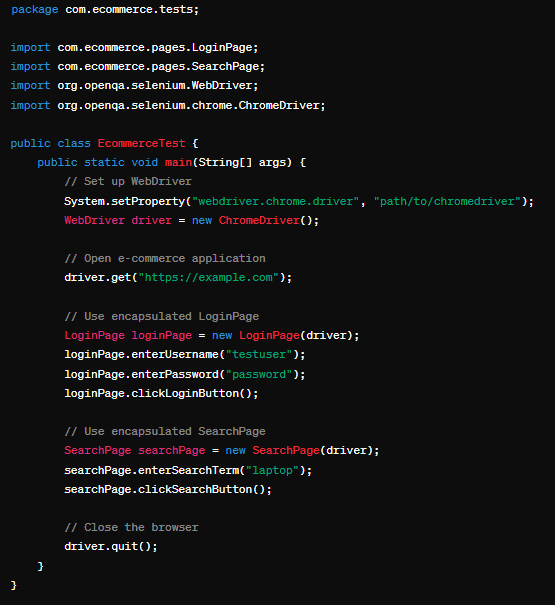 package com.ecommerce.tests;
import com.ecommerce.pages.LoginPage;
import com.ecommerce.pages.SearchPage;
import org.openqa.selenium.WebDriver;
import org.openqa.selenium.chrome.ChromeDriver;
public class EcommerceTest {
    public static void main(String[] args) {
        // Set up WebDriver
        System.setProperty("webdriver.chrome.driver", "path/to/chromedriver");
        WebDriver driver = new ChromeDriver();
        // Open e-commerce application
        driver.get("https://example.com");
        // Use encapsulated LoginPage
        LoginPage loginPage = new LoginPage(driver);
        loginPage.enterUsername("testuser");
        loginPage.enterPassword("password");
        loginPage.clickLoginButton();
        // Use encapsulated SearchPage
        SearchPage searchPage = new SearchPage(driver);
        searchPage.enterSearchTerm("laptop");
        searchPage.clickSearchButton();
        // Close the browser
        driver.quit();
    }
}